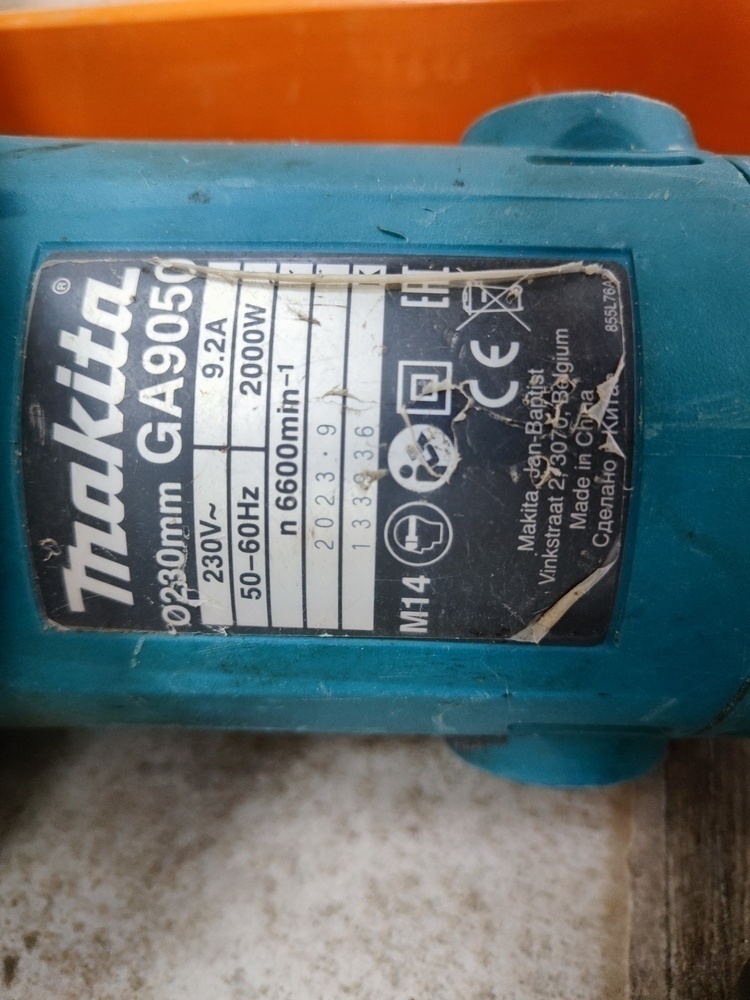 makita®
Ø230mm GA9050
230V~ 9.2A
50–60Hz 2000W
n 6600min⁻¹
2023.9
M14
CE
EAC
Makita Jan-Baptist
Vinkstraat 2, 3070, Belgium
Made in China
Сделано в Китае
855L76A